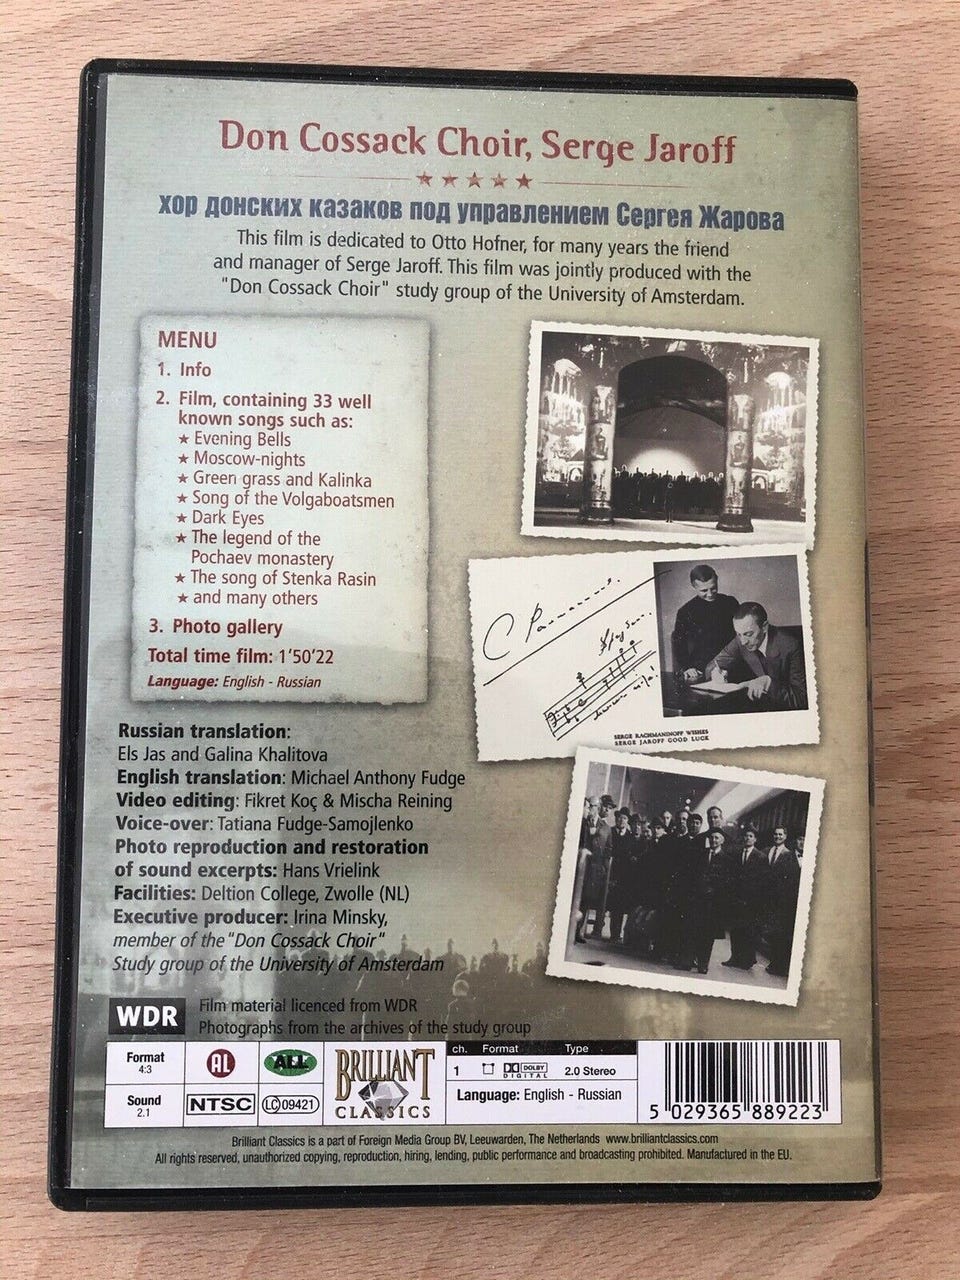 Don Cossack Choir, Serge Jaroff
хор донских казаков под управлением Сергея Жарова
This film is dedicated to Otto Hofner, for many years the friend
and manager of Serge Jaroff. This film was jointly produced with the
"Don Cossack Choir" study group of the University of Amsterdam.
MENU
1. Info
2. Film, containing 33 well
known songs such as:
★ Evening Bells
★ Moscow-nights
★ Green grass and Kalinka
★ Song of the Volgaboatsmen
★ Dark Eyes
★ The legend of the
Pochaev monastery
★ The song of Stenka Rasin
★ and many others
3. Photo gallery
Total time film: 1'50'22
Language: English - Russian
SERGE RACHMANINOFF WISHES
SERGE JAROFF GOOD LUCK
Russian translation:
Els Jas and Galina Khalitova
English translation: Michael Anthony Fudge
Video editing: Fikret Koç & Mischa Reining
Voice-over: Tatiana Fudge-Samojlenko
Photo reproduction and restoration
of sound excerpts: Hans Vrielink
Facilities: Deltion College, Zwolle (NL)
Executive producer: Irina Minsky,
member of the "Don Cossack Choir"
Study group of the University of Amsterdam
WDR
Film material licenced from WDR
Photographs from the archives of the study group
Format
4:3
Sound
2.1
AL
ALL
NTSC
LC 09421
BRILLIANT
CLASSICS
ch. Format Type
1 DOLBY DIGITAL 2.0 Stereo
Language: English - Russian
5 029365 889223
Brilliant Classics is a part of Foreign Media Group BV, Leeuwarden, The Netherlands www.brilliantclassics.com
All rights reserved, unauthorized copying, reproduction, hiring, lending, public performance and broadcasting prohibited. Manufactured in the EU.